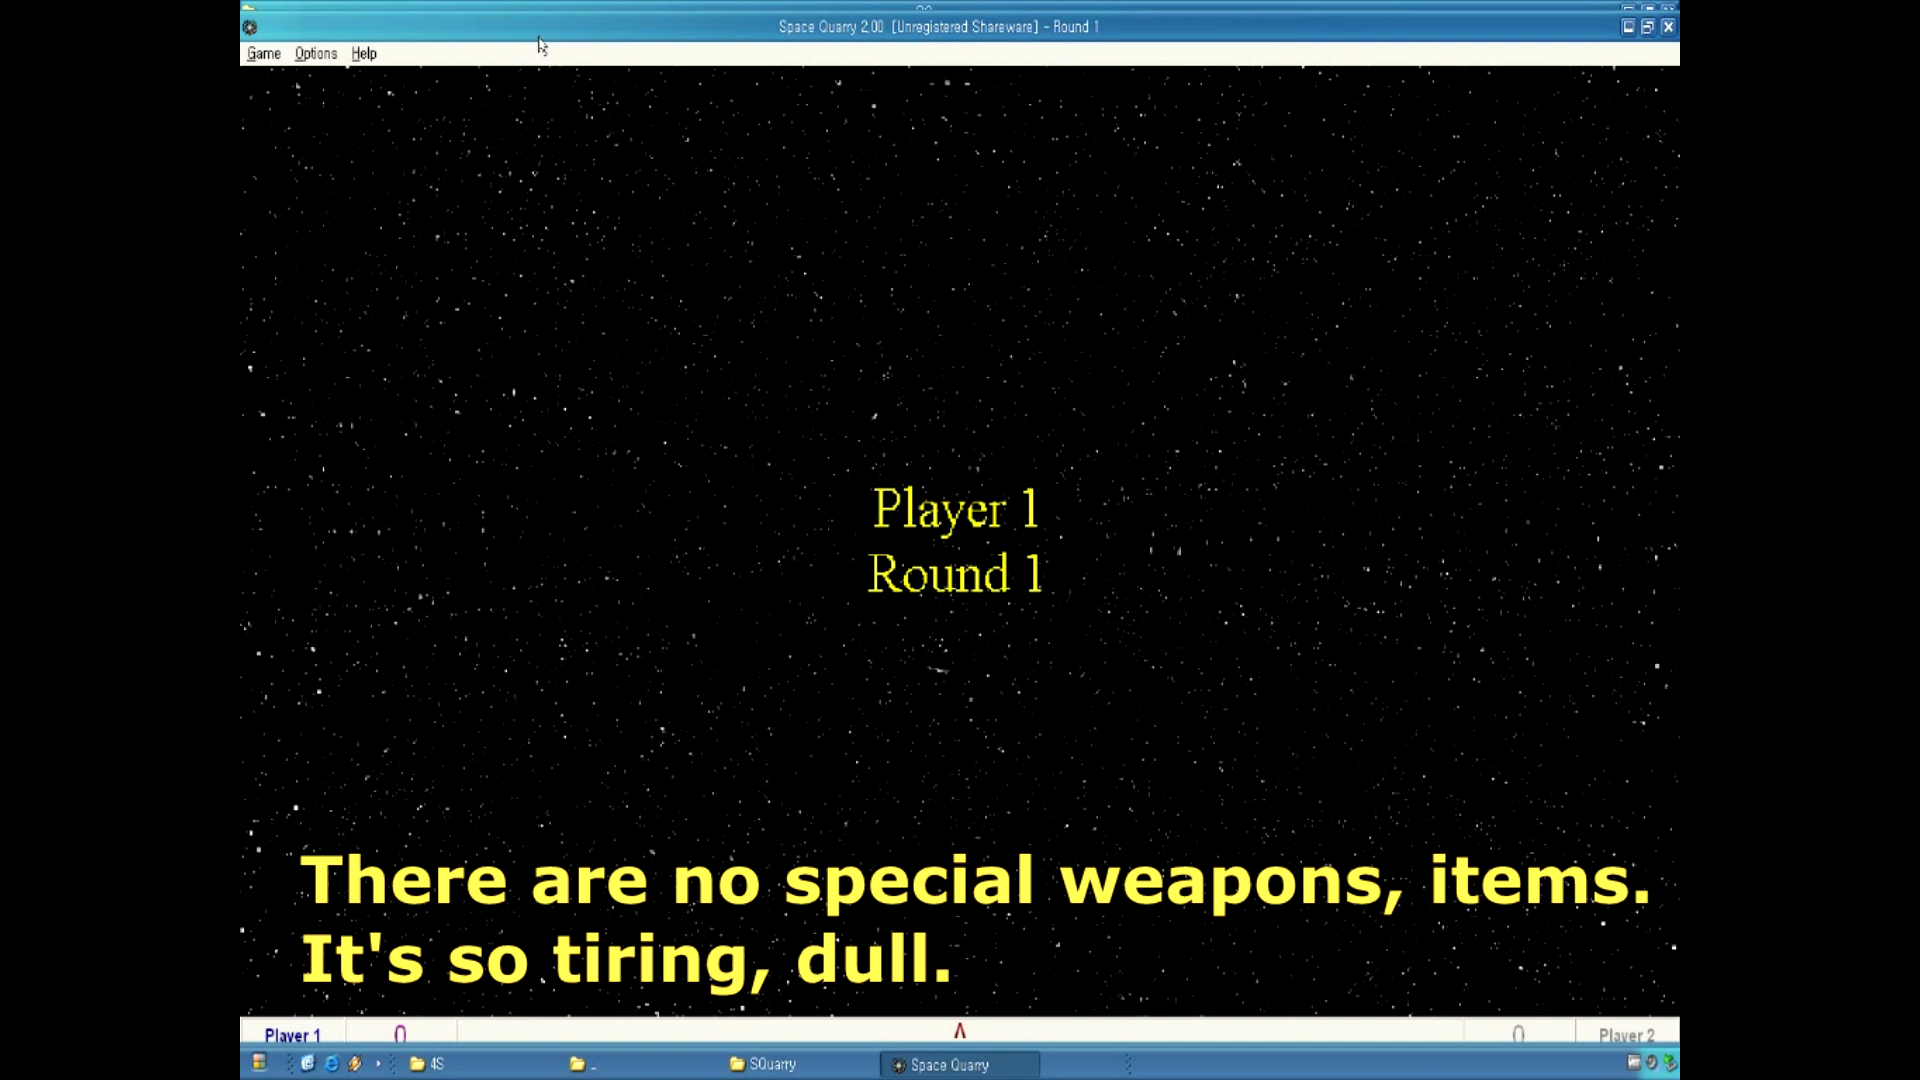 Space Quarry 2.00 [Unregistered Shareware] - Round 1
Game Options Help
Player 1
Round 1
There are no special weapons, items.
It's so tiring, dull.
Player 1 0 0 Player 2
4S _ SQuarry Space Quarry